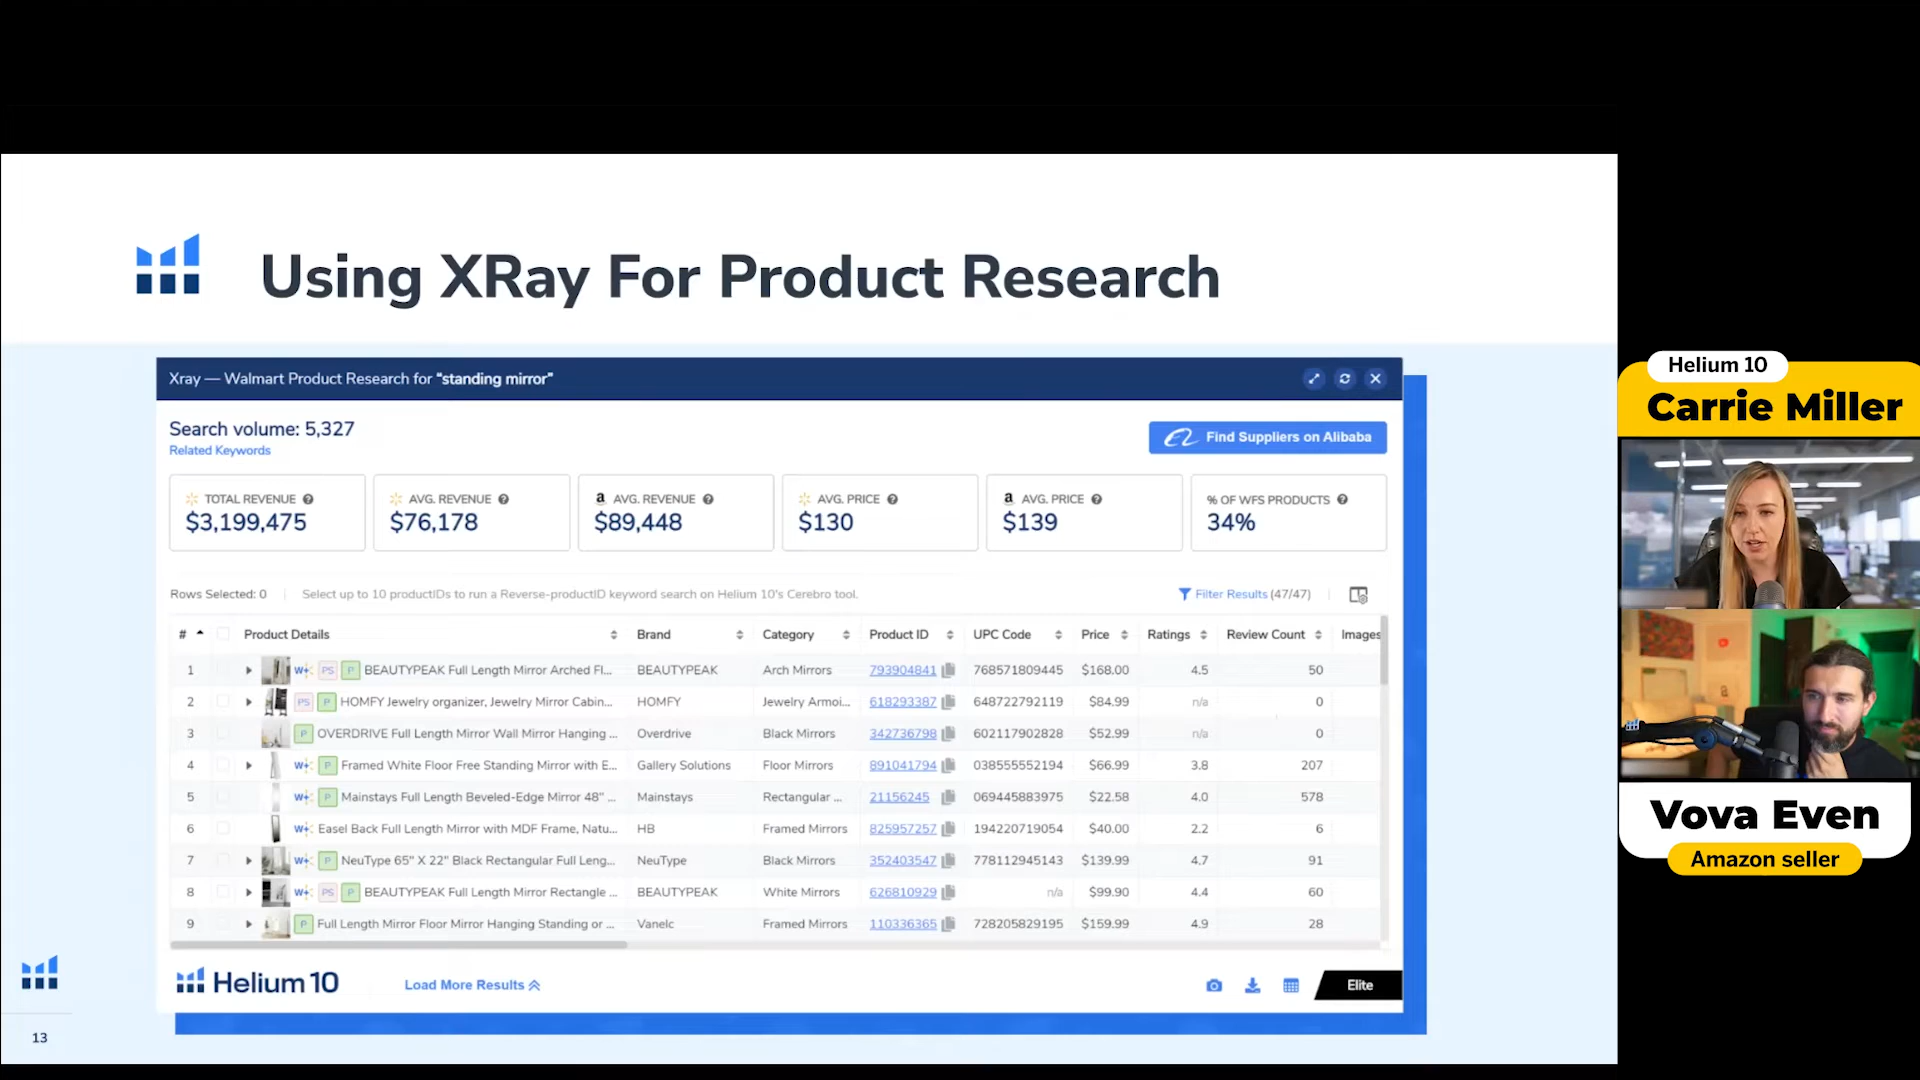 Using XRay For Product Research
Xray — Walmart Product Research for “standing mirror”
Search volume: 5,327
Related Keywords
Find Suppliers on Alibaba
TOTAL REVENUE
$3,199,475
AVG. REVENUE
$76,178
a AVG. REVENUE
$89,448
AVG. PRICE
$130
a AVG. PRICE
$139
% OF WFS PRODUCTS
34%
Rows Selected: 0 Select up to 10 productIDs to run a Reverse-productID keyword search on Helium 10's Cerebro tool. Filter Results (47/47)
# Product Details Brand Category Product ID UPC Code Price Ratings Review Count Images
1 W+ PS P BEAUTYPEAK Full Length Mirror Arched Fl... BEAUTYPEAK Arch Mirrors 793904841 768571809445 $168.00 4.5 50
2 PS P HOMFY Jewelry organizer, Jewelry Mirror Cabin... HOMFY Jewelry Armoi... 618293387 648722792119 $84.99 n/a 0
3 P OVERDRIVE Full Length Mirror Wall Mirror Hanging ... Overdrive Black Mirrors 342736798 602117902828 $52.99 n/a 0
4 W+ P Framed White Floor Free Standing Mirror with E... Gallery Solutions Floor Mirrors 891041794 038555552194 $66.99 3.8 207
5 W+ P Mainstays Full Length Beveled-Edge Mirror 48" ... Mainstays Rectangular ... 21156245 069445883975 $22.58 4.0 578
6 W+ Easel Back Full Length Mirror with MDF Frame, Natu... HB Framed Mirrors 825957257 194220719054 $40.00 2.2 6
7 W+ P NeuType 65" X 22" Black Rectangular Full Leng... NeuType Black Mirrors 352403547 778112945143 $139.99 4.7 91
8 W+ PS P BEAUTYPEAK Full Length Mirror Rectangle ... BEAUTYPEAK White Mirrors 626810929 n/a $99.90 4.4 60
9 P Full Length Mirror Floor Mirror Hanging Standing or ... Vanelc Framed Mirrors 110336365 728205829195 $159.99 4.9 28
Helium 10 Load More Results Elite
13
Helium 10
Carrie Miller
Vova Even
Amazon seller